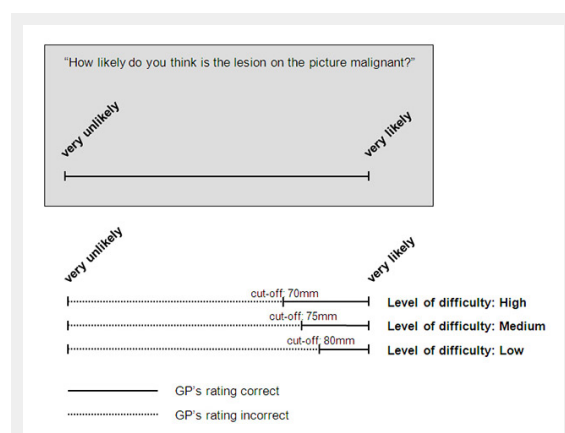 “How likely do you think is the lesion on the picture malignant?”
very unlikely
very likely
very unlikely
very likely
cut-off; 70mm
Level of difficulty: High
cut-off; 75mm
Level of difficulty: Medium
cut-off; 80mm
Level of difficulty: Low
GP’s rating correct
GP’s rating incorrect